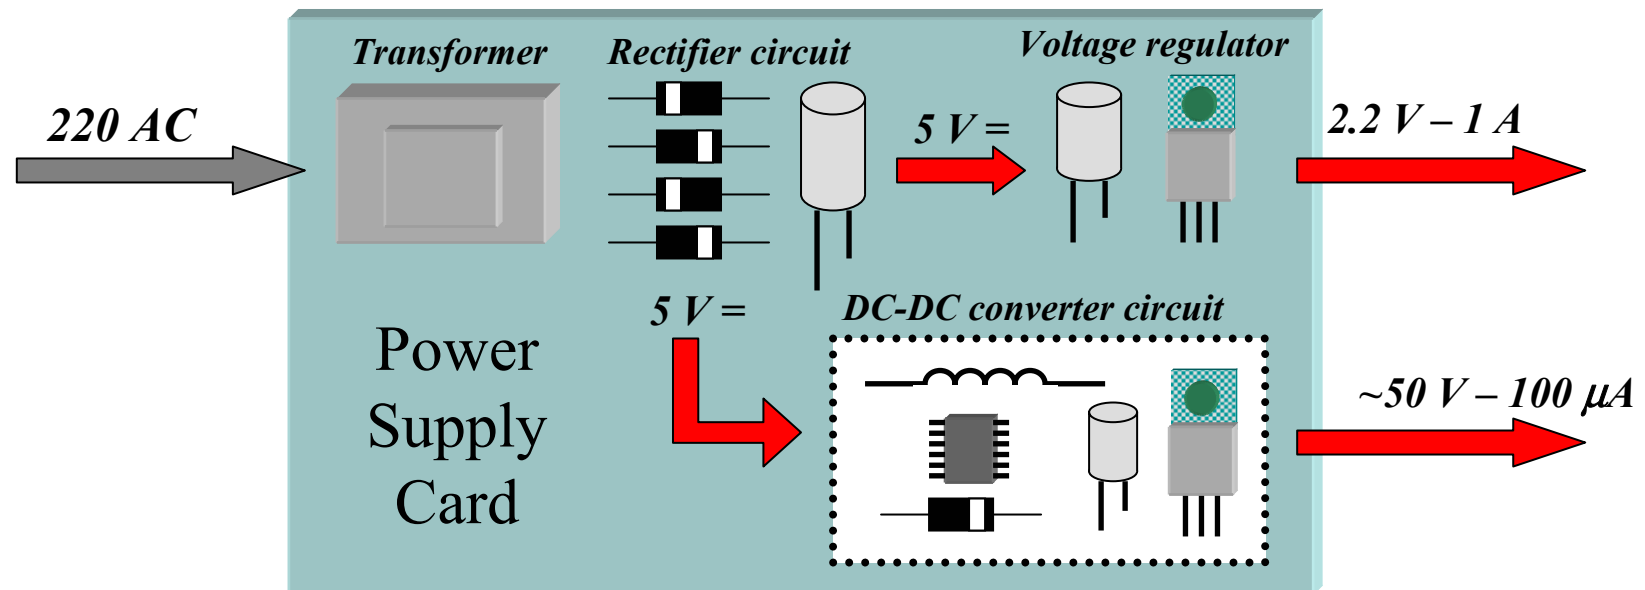 Transformer
Rectifier circuit
Voltage regulator
220 AC
5 V =
2.2 V – 1 A
5 V =
DC-DC converter circuit
Power
Supply
Card
~50 V – 100 μA